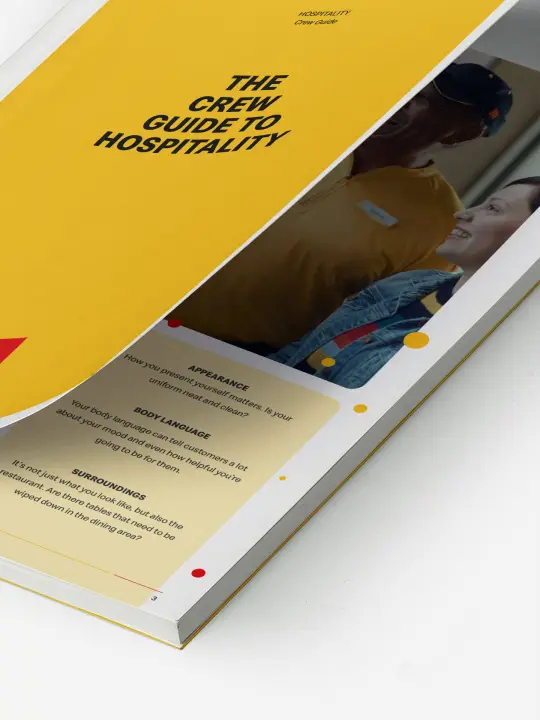 HOSPITALITY
Crew Guide
THE
CREW
GUIDE TO
HOSPITALITY
APPEARANCE
How you present yourself matters. Is your
uniform neat and clean?
BODY LANGUAGE
Your body language can tell customers a lot
about your mood and even how helpful you're
going to be for them.
SURROUNDINGS
It's not just what you look like, but also the
restaurant. Are there tables that need to be
wiped down in the dining area?
3